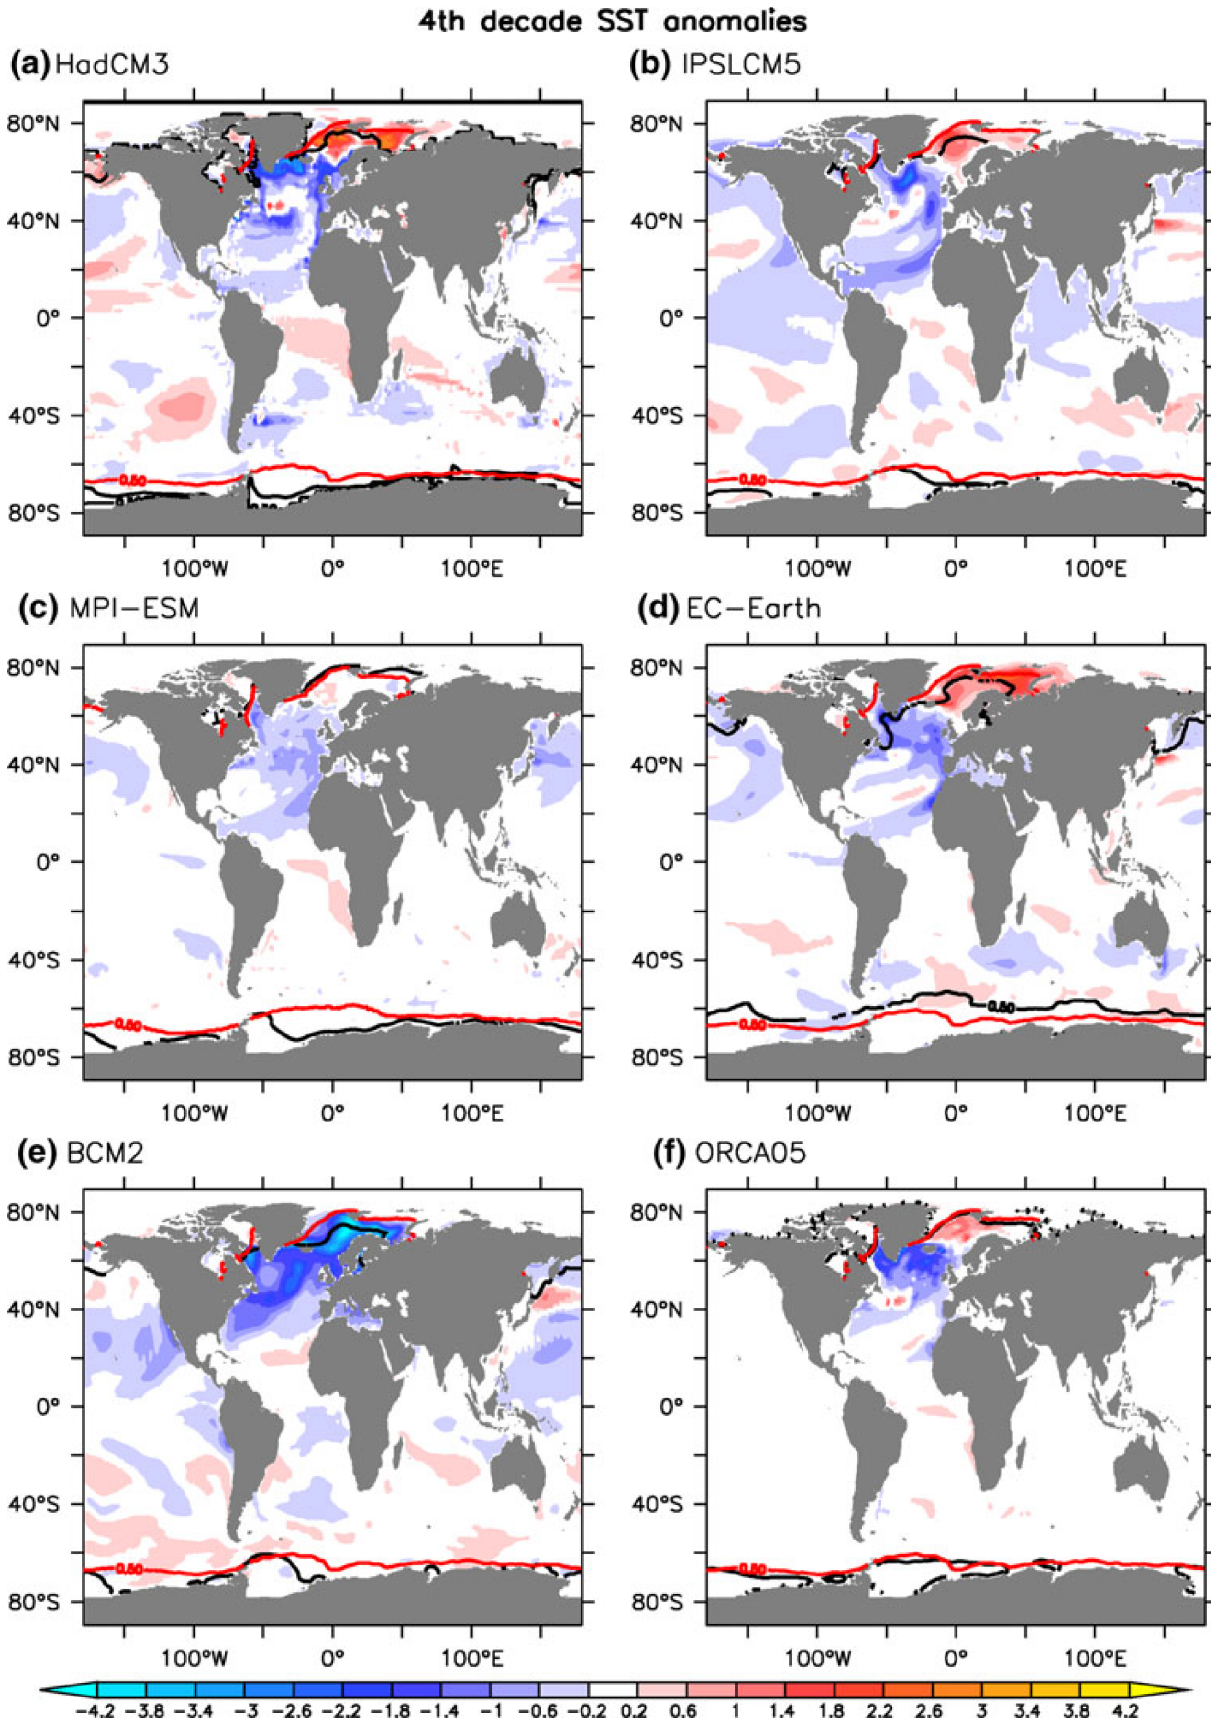 4th decade SST anomalies
(a) HadCM3
(b) IPSLCM5
80°N
40°N
0°
40°S
80°S
0.50
100°W 0° 100°E
80°N
40°N
0°
40°S
80°S
0.50
100°W 0° 100°E
(c) MPI-ESM
(d) EC-Earth
80°N
40°N
0°
40°S
80°S
0.50
100°W 0° 100°E
80°N
40°N
0°
40°S
80°S
0.50
0.50
100°W 0° 100°E
(e) BCM2
(f) ORCA05
80°N
40°N
0°
40°S
80°S
0.50
100°W 0° 100°E
80°N
40°N
0°
40°S
80°S
0.50
100°W 0° 100°E
-4.2 -3.8 -3.4 -3 -2.6 -2.2 -1.8 -1.4 -1 -0.6 -0.2 0.2 0.6 1 1.4 1.8 2.2 2.6 3 3.4 3.8 4.2